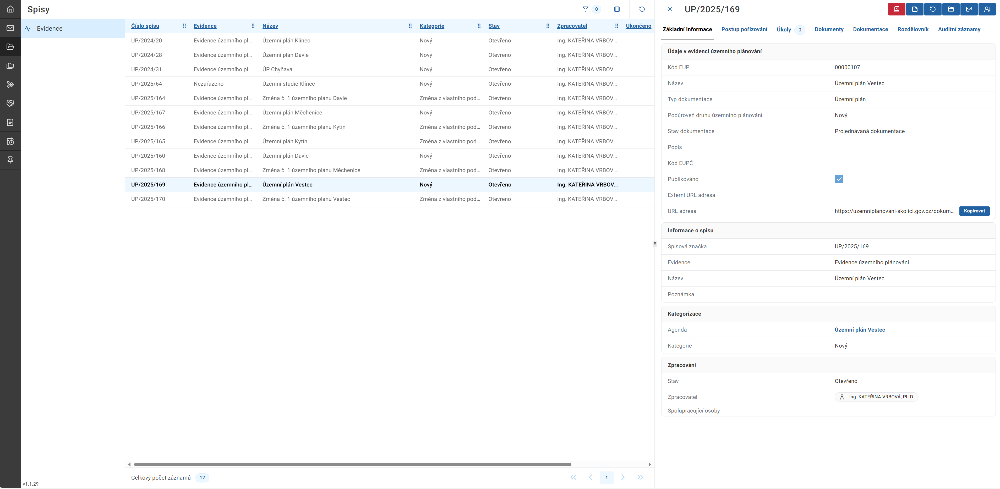 Spisy
Evidence
v1.1.29
0
Číslo spisu Evidence Název Kategorie Stav Zpracovatel Ukončeno
UP/2024/20 Evidence územního pl... Územní plán Klínec Nový Otevřeno Ing. KATEŘINA VRBOV...
UP/2024/28 Evidence územního pl... Územní plán Davle Nový Otevřeno Ing. KATEŘINA VRBOV...
UP/2024/31 Evidence územního pl... ÚP Chyňava Nový Otevřeno Ing. KATEŘINA VRBOV...
UP/2025/64 Nezařazeno Územní studie Klínec Nový Otevřeno Ing. KATEŘINA VRBOV...
UP/2025/164 Evidence územního pl... Změna č. 1 územního plánu Davle Změna z vlastního pod... Otevřeno Ing. KATEŘINA VRBOV...
UP/2025/167 Evidence územního pl... Územní plán Měchenice Nový Otevřeno Ing. KATEŘINA VRBOV...
UP/2025/166 Evidence územního pl... Změna č. 1 územního plánu Kytín Změna z vlastního pod... Otevřeno Ing. KATEŘINA VRBOV...
UP/2025/165 Evidence územního pl... Územní plán Kytín Změna z vlastního pod... Otevřeno Ing. KATEŘINA VRBOV...
UP/2025/160 Evidence územního pl... Územní plán Davle Nový Otevřeno Ing. KATEŘINA VRBOV...
UP/2025/168 Evidence územního pl... Změna č. 1 územního plánu Měchenice Změna z vlastního pod... Otevřeno Ing. KATEŘINA VRBOV...
UP/2025/169 Evidence územního pl... Územní plán Vestec Nový Otevřeno Ing. KATEŘINA VRBOV...
UP/2025/170 Evidence územního pl... Změna č. 1 územního plánu Vestec Změna z vlastního pod... Otevřeno Ing. KATEŘINA VRBOV...
Celkový počet záznamů 12
1
UP/2025/169
Základní informace Postup pořizování Úkoly 0 Dokumenty Dokumentace Rozdělovník Auditní záznamy
Údaje v evidenci územního plánování
Kód EUP 00000107
Název Územní plán Vestec
Typ dokumentace Územní plán
Podúroveň druhu územního plánování Nový
Stav dokumentace Projednávaná dokumentace
Popis
Kód EUPČ
Publikováno
Externí URL adresa
URL adresa https://uzemniplanovani-skolici.gov.cz/dokum... Kopírovat
Informace o spisu
Spisová značka UP/2025/169
Evidence Evidence územního plánování
Název Územní plán Vestec
Poznámka
Kategorizace
Agenda Územní plán Vestec
Kategorie Nový
Zpracování
Stav Otevřeno
Zpracovatel Ing. KATEŘINA VRBOVÁ, Ph.D.
Spolupracující osoby